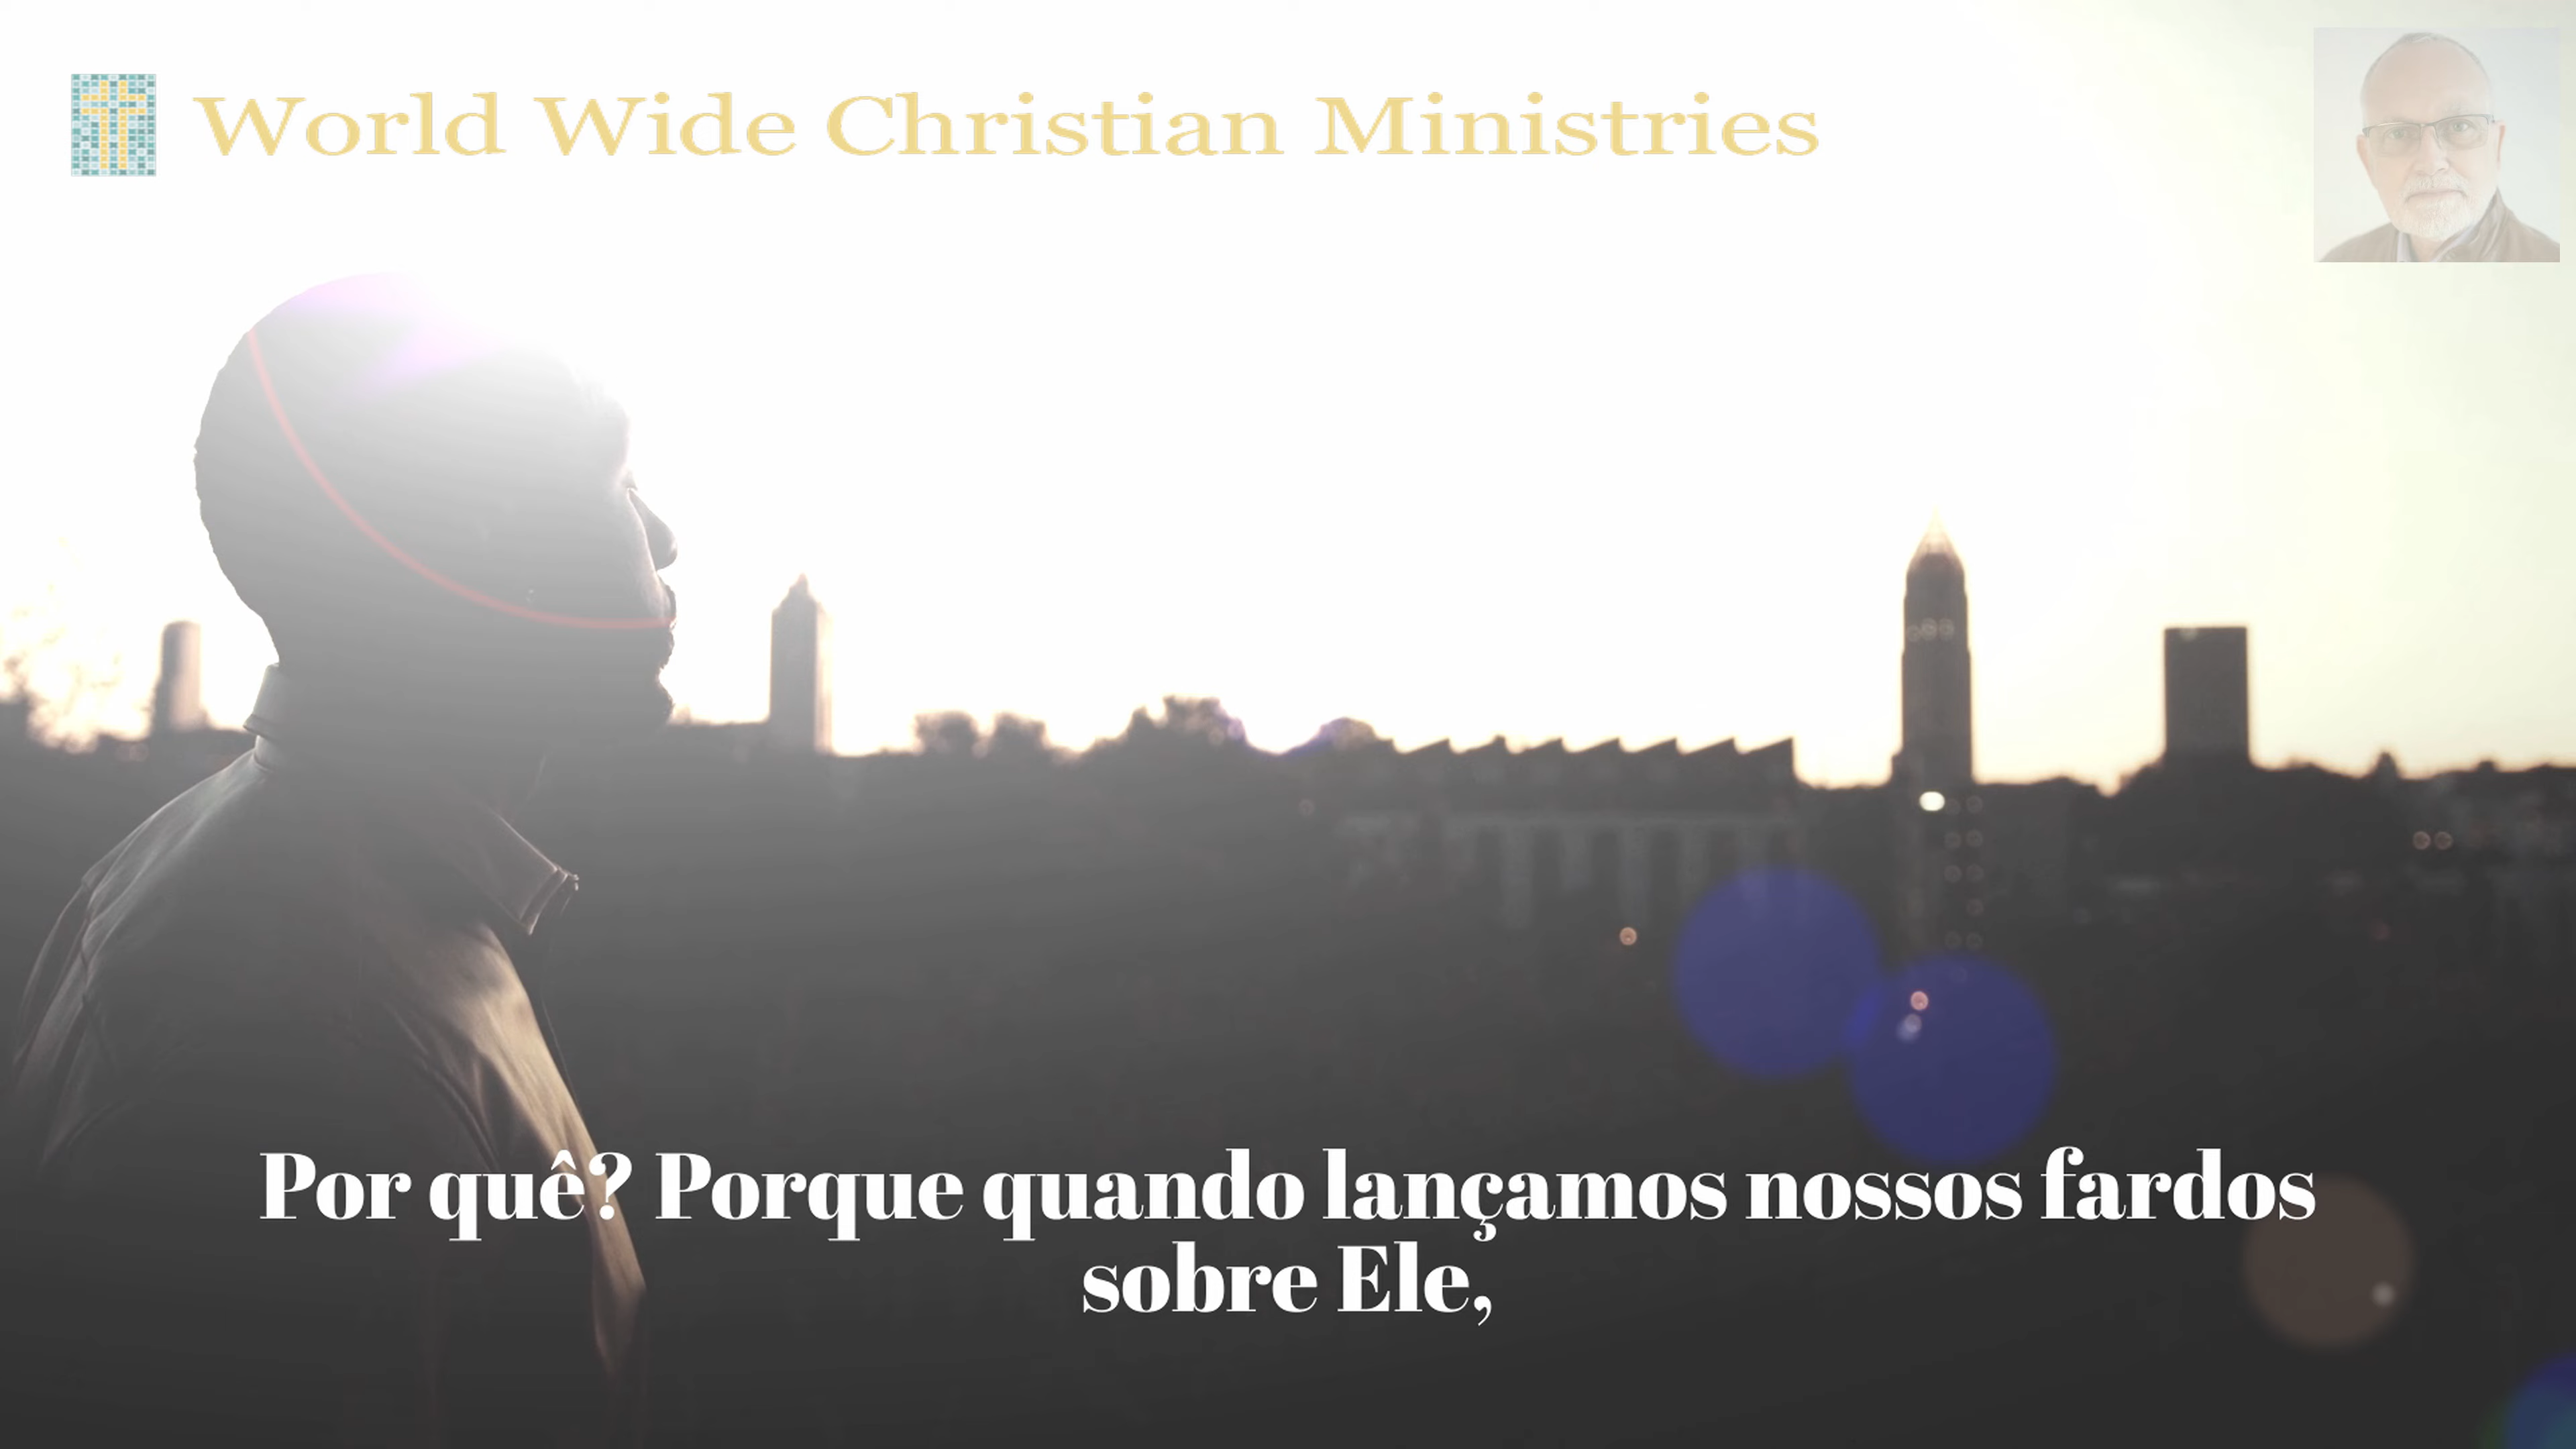 World Wide Christian Ministries
Por quê? Porque quando lançamos nossos fardos
sobre Ele,